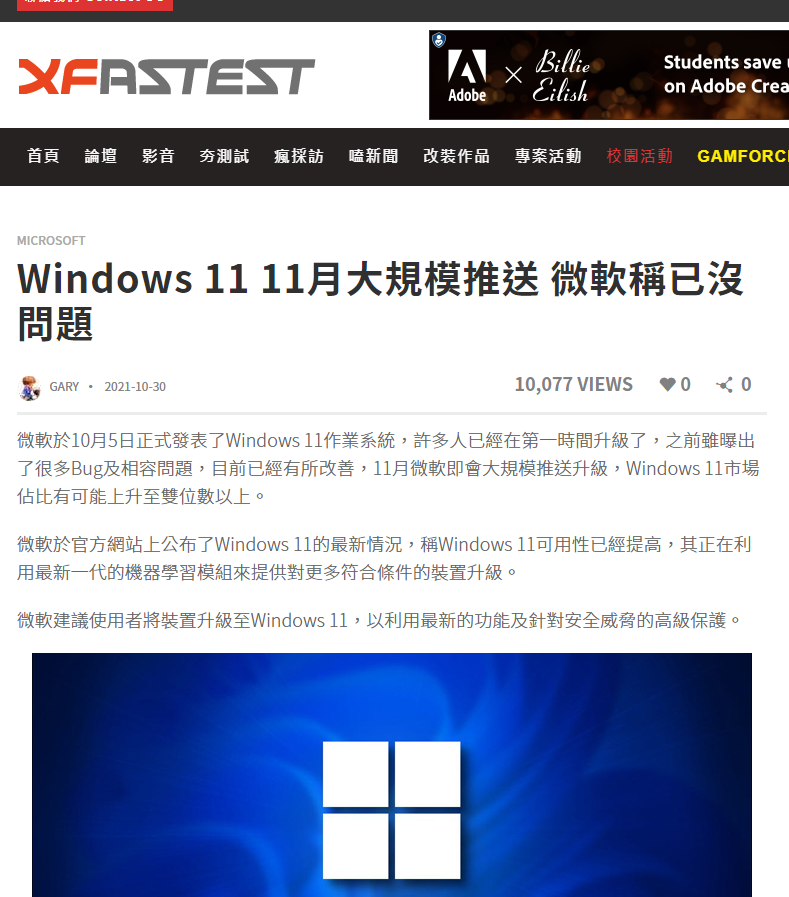 XFASTEST
Adobe
Billie
Eilish
Students save
on Adobe Crea
首頁 論壇 影音 夯測試 瘋採訪 嗑新聞 改裝作品 專案活動 校園活動 GAMFORC
MICROSOFT
Windows 11 11月大規模推送 微軟稱已沒
問題
GARY • 2021-10-30 10,077 VIEWS 0 0
微軟於10月5日正式發表了Windows 11作業系統，許多人已經在第一時間升級了，之前雖曝出
了很多Bug及相容問題，目前已經有所改善，11月微軟即會大規模推送升級，Windows 11市場
佔比有可能上升至雙位數以上。
微軟於官方網站上公布了Windows 11的最新情況，稱Windows 11可用性已經提高，其正在利
用最新一代的機器學習模組來提供對更多符合條件的裝置升級。
微軟建議使用者將裝置升級至Windows 11，以利用最新的功能及針對安全威脅的高級保護。